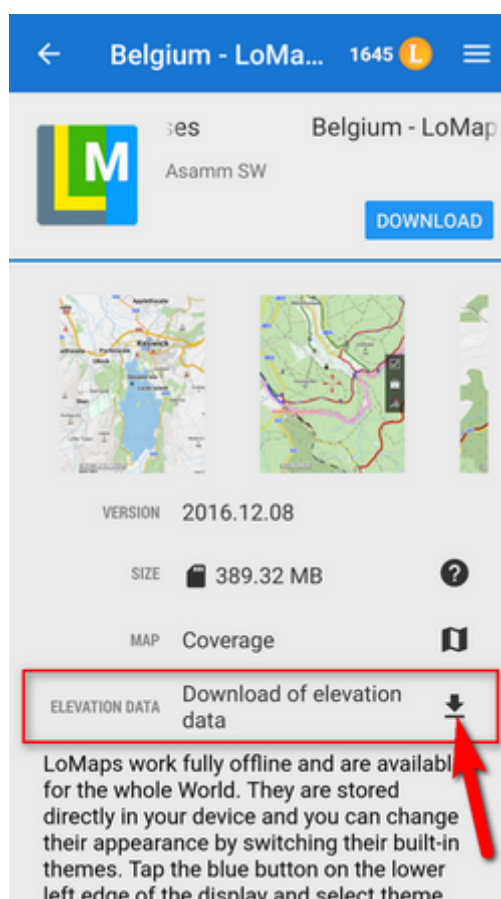 Belgium - LoMa... 1645 L
es Belgium - LoMap
Asamm SW
M
DOWNLOAD
VERSION 2016.12.08
SIZE 389.32 MB ?
MAP Coverage
ELEVATION DATA Download of elevation
data
LoMaps work fully offline and are availabl
for the whole World. They are stored
directly in your device and you can change
their appearance by switching their built-in
themes. Tap the blue button on the lower
left edge of the display and select theme